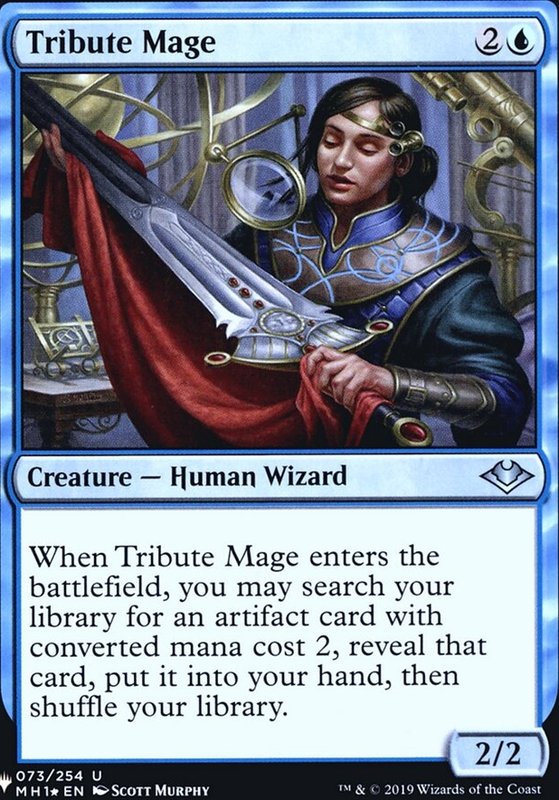 Tribute Mage 2
Creature — Human Wizard
When Tribute Mage enters the
battlefield, you may search your
library for an artifact card with
converted mana cost 2, reveal that
card, put it into your hand, then
shuffle your library.
2/2
073/254 U
MH1★EN Scott Murphy
™ & © 2019 Wizards of the Coast